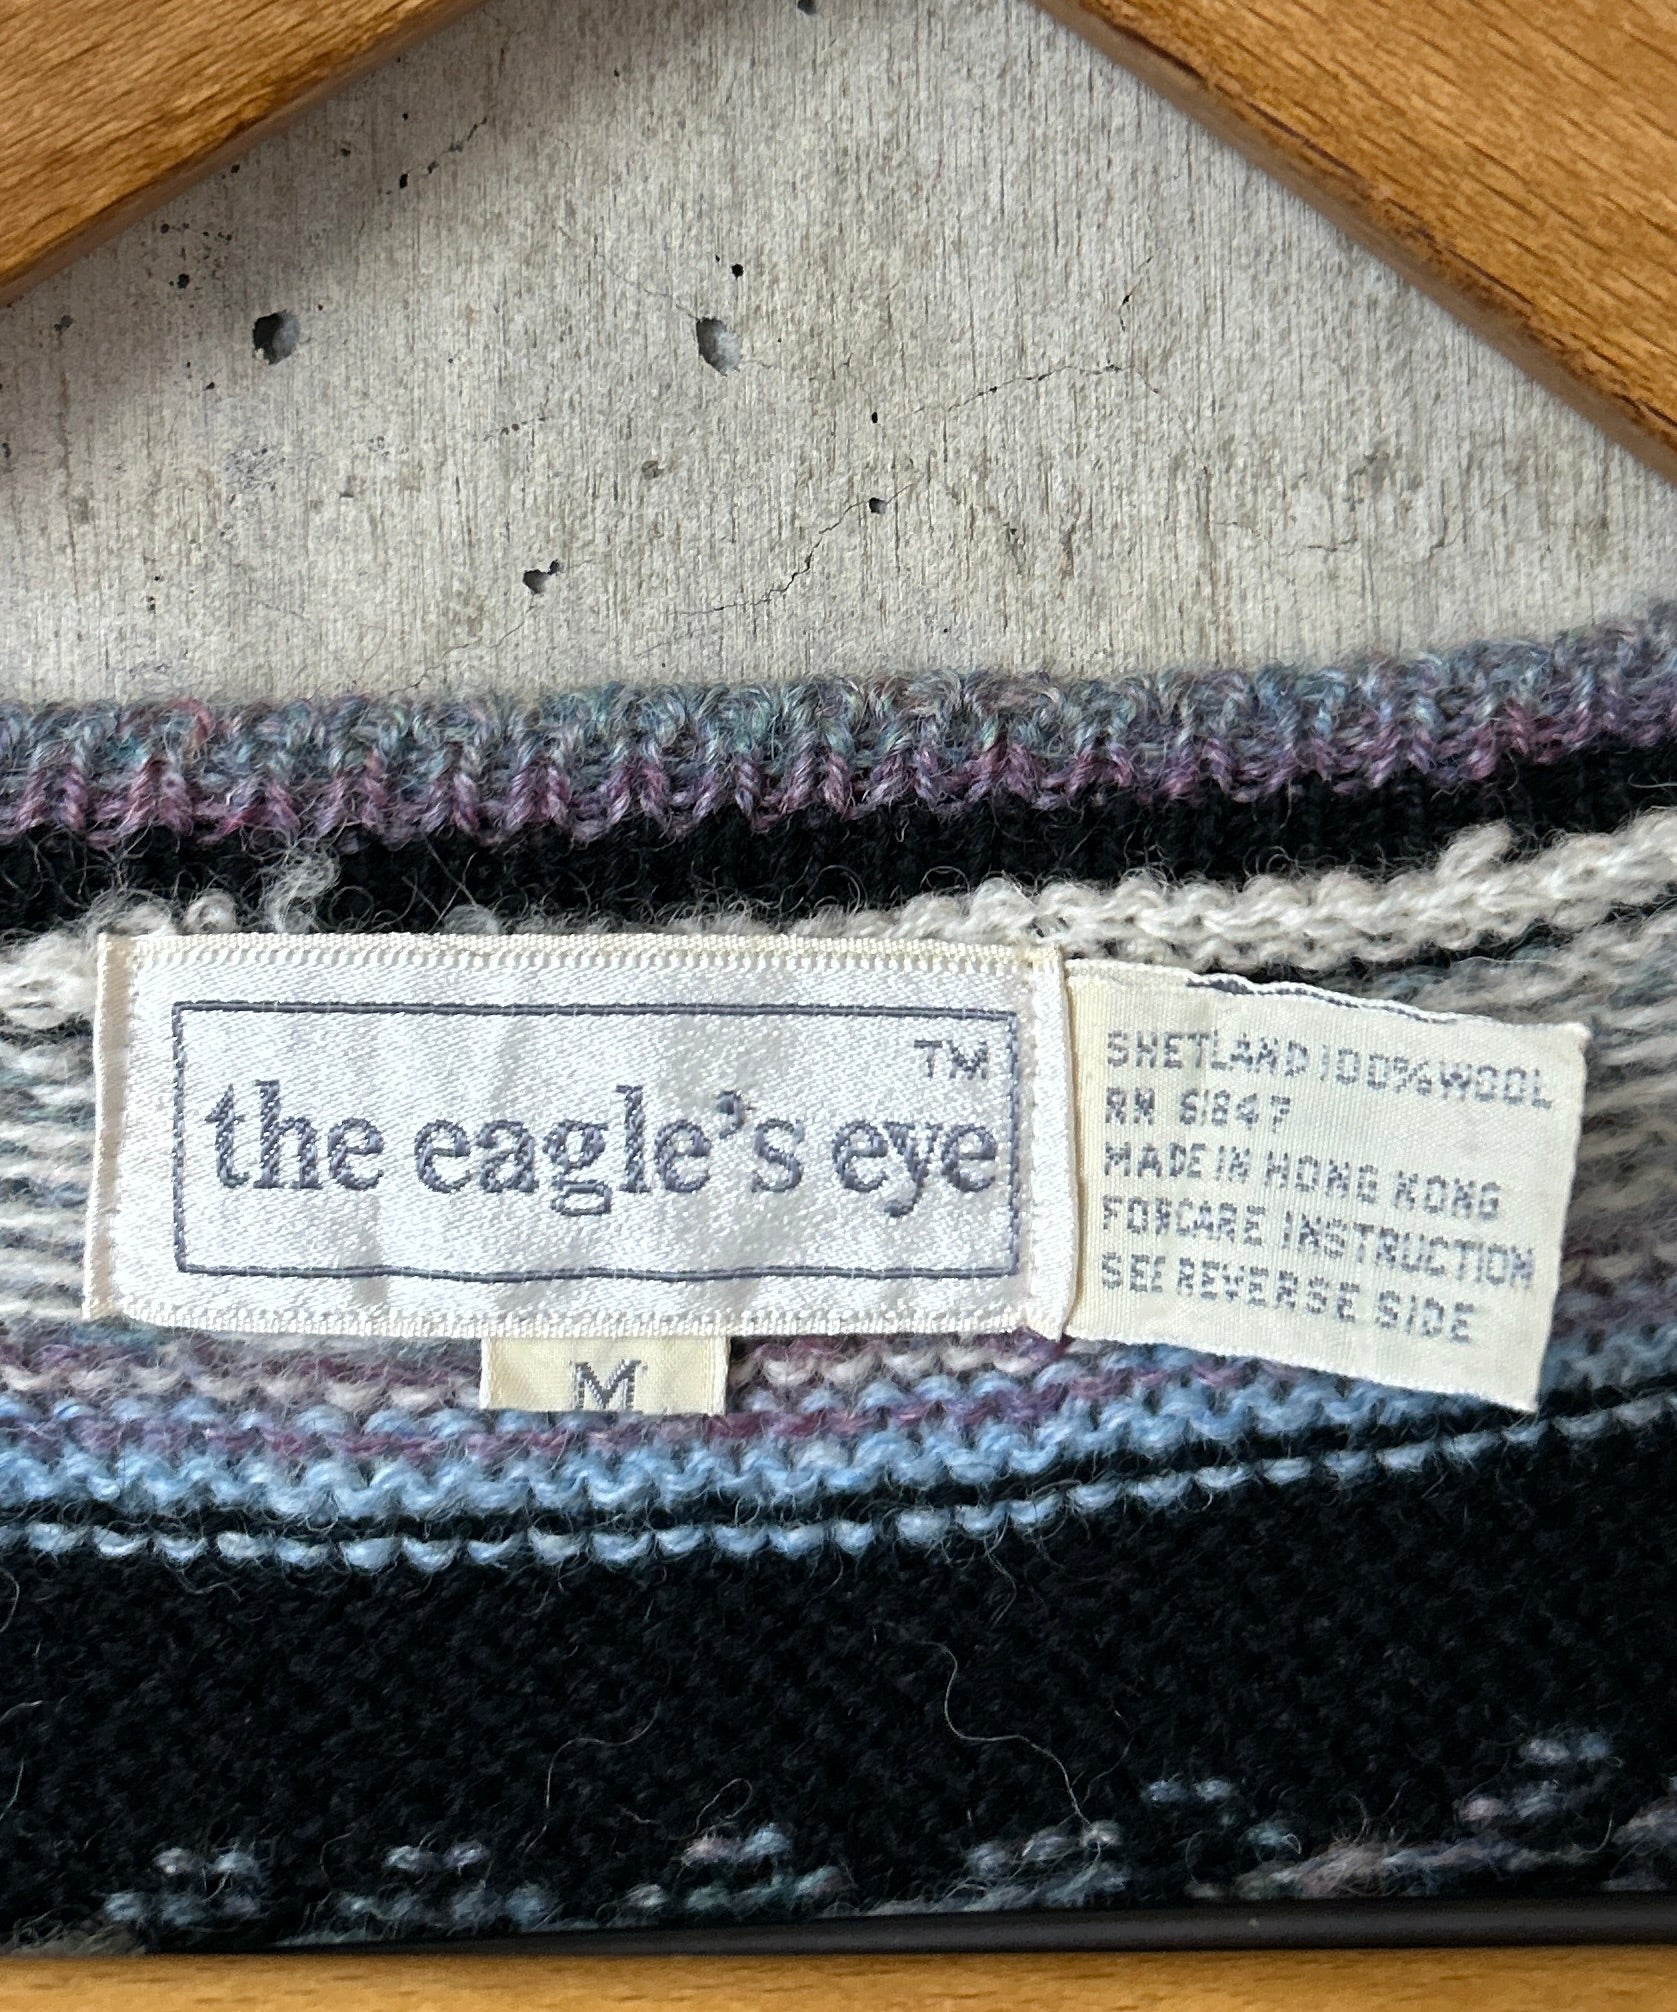 the eagle's eye TM
M
SHETLAND 100% WOOL
RN 61847
MADE IN HONG KONG
FOR CARE INSTRUCTION
SEE REVERSE SIDE